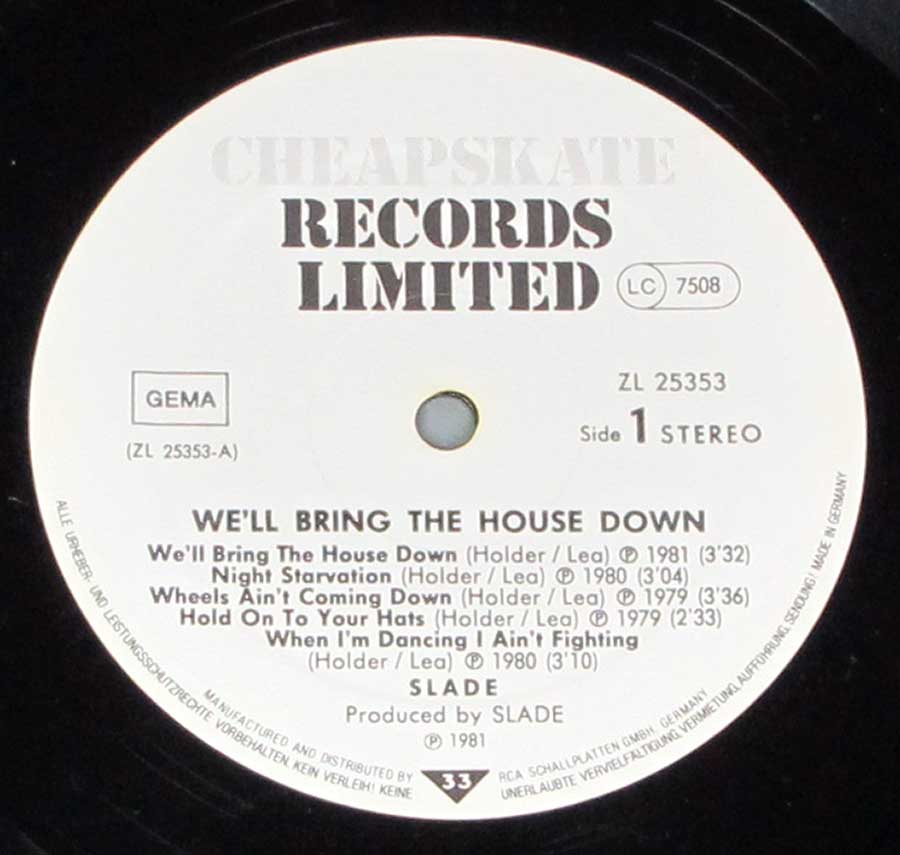 CHEAPSKATE
RECORDS
LIMITED
LC 7508
GEMA
(ZL 25353-A)
ZL 25353
Side 1 STEREO
WE'LL BRING THE HOUSE DOWN
We'll Bring The House Down (Holder / Lea) ℗ 1981 (3'32)
Night Starvation (Holder / Lea) ℗ 1980 (3'04)
Wheels Ain't Coming Down (Holder / Lea) ℗ 1979 (3'36)
Hold On To Your Hats (Holder / Lea) ℗ 1979 (2'33)
When I'm Dancing I Ain't Fighting
(Holder / Lea) ℗ 1980 (3'10)
SLADE
Produced by SLADE
℗ 1981
33
MANUFACTURED AND DISTRIBUTED BY RCA SCHALLPLATTEN GMBH, GERMANY
ALLE URHEBER- UND LEISTUNGSSCHUTZRECHTE VORBEHALTEN. KEIN VERLEIH! KEINE UNERLAUBTE VERVIELFÄLTIGUNG, VERMIETUNG, AUFFÜHRUNG, SENDUNG! MADE IN GERMANY